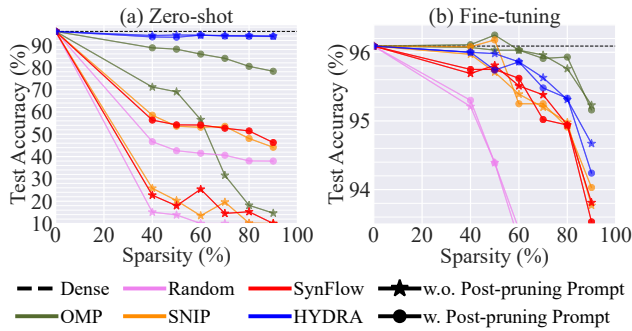 (a) Zero-shot
(b) Fine-tuning
Test Accuracy (%)
90
80
70
60
50
40
30
20
10
0 20 40 60 80 100
Sparsity (%)
Test Accuracy (%)
96
95
94
0 20 40 60 80 100
Sparsity (%)
Dense Random SynFlow w.o. Post-pruning Prompt
OMP SNIP HYDRA w. Post-pruning Prompt